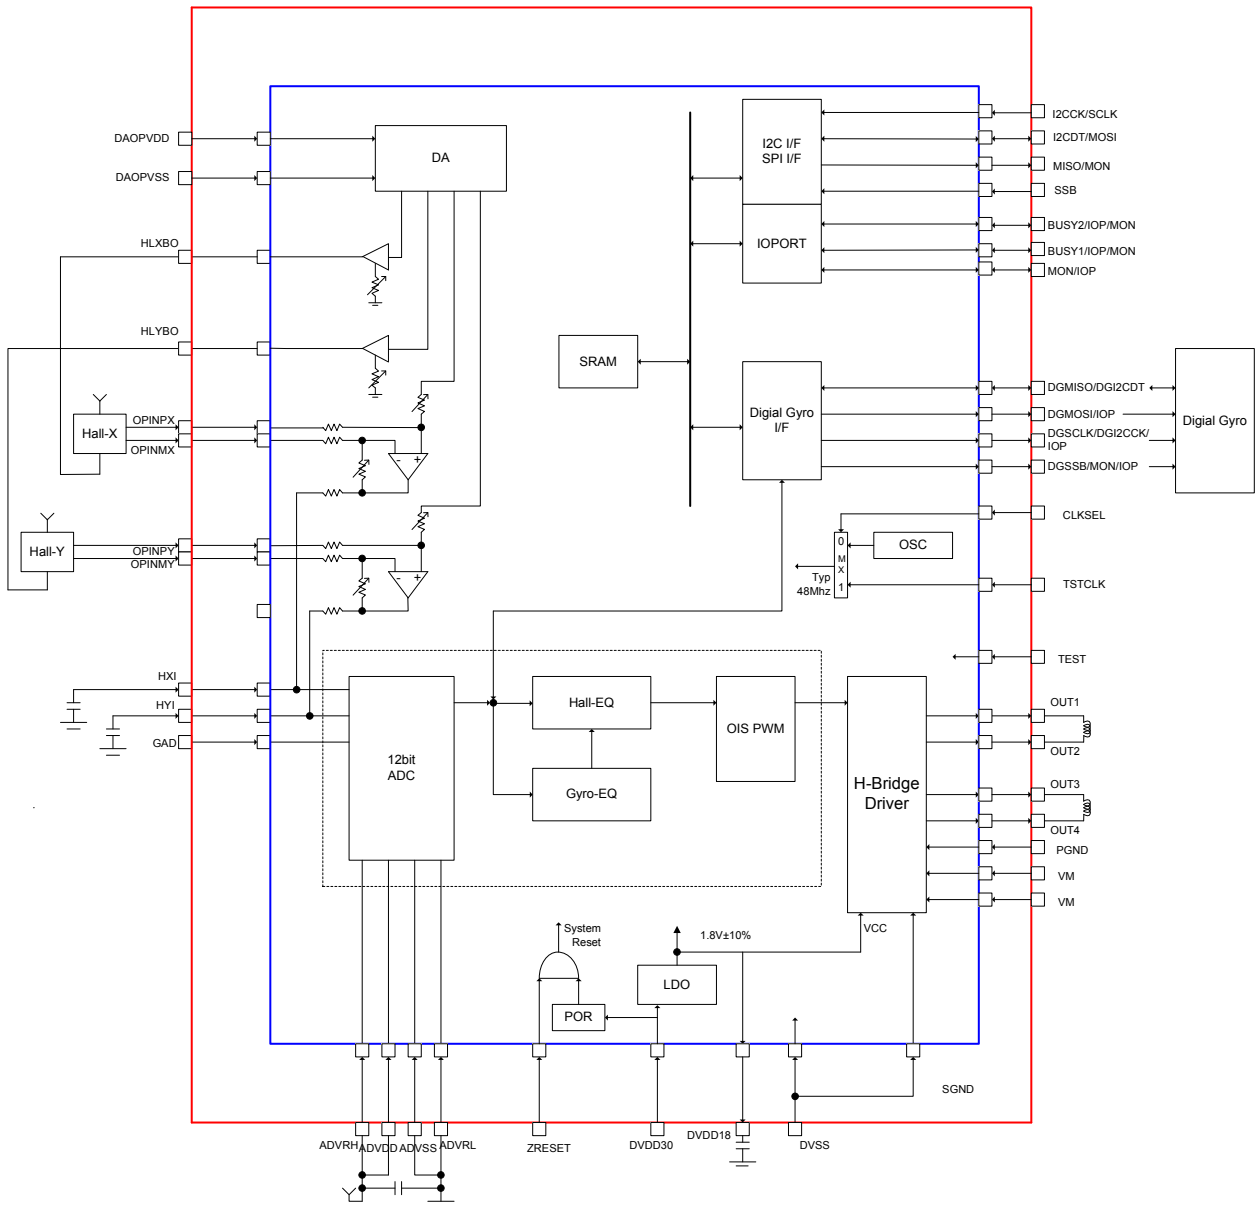 DAOPVDD
DAOPVSS
HLXBO
HLYBO
DA
I2C I/F
SPI I/F
IOPORT
I2CCK/SCLK
I2CDT/MOSI
MISO/MON
SSB
BUSY2/IOP/MON
BUSY1/IOP/MON
MON/IOP
SRAM
Digial Gyro
I/F
DGMISO/DGI2CDT
DGMOSI/IOP
DGSCLK/DGI2CCK/
IOP
DGSSB/MON/IOP
Digial Gyro
Hall-X
OPINPX
OPINMX
- +
Hall-Y
OPINPY
OPINMY
- +
CLKSEL
0
M
X
1
OSC
Typ
48Mhz
TSTCLK
TEST
HXI
HYI
GAD
12bit
ADC
Hall-EQ
Gyro-EQ
OIS PWM
H-Bridge
Driver
OUT1
OUT2
OUT3
OUT4
PGND
VM
VM
System
Reset
POR
LDO
1.8V±10%
VCC
SGND
ADVRH
ADVDD
ADVSS
ADVRL
ZRESET
DVDD30
DVDD18
DVSS